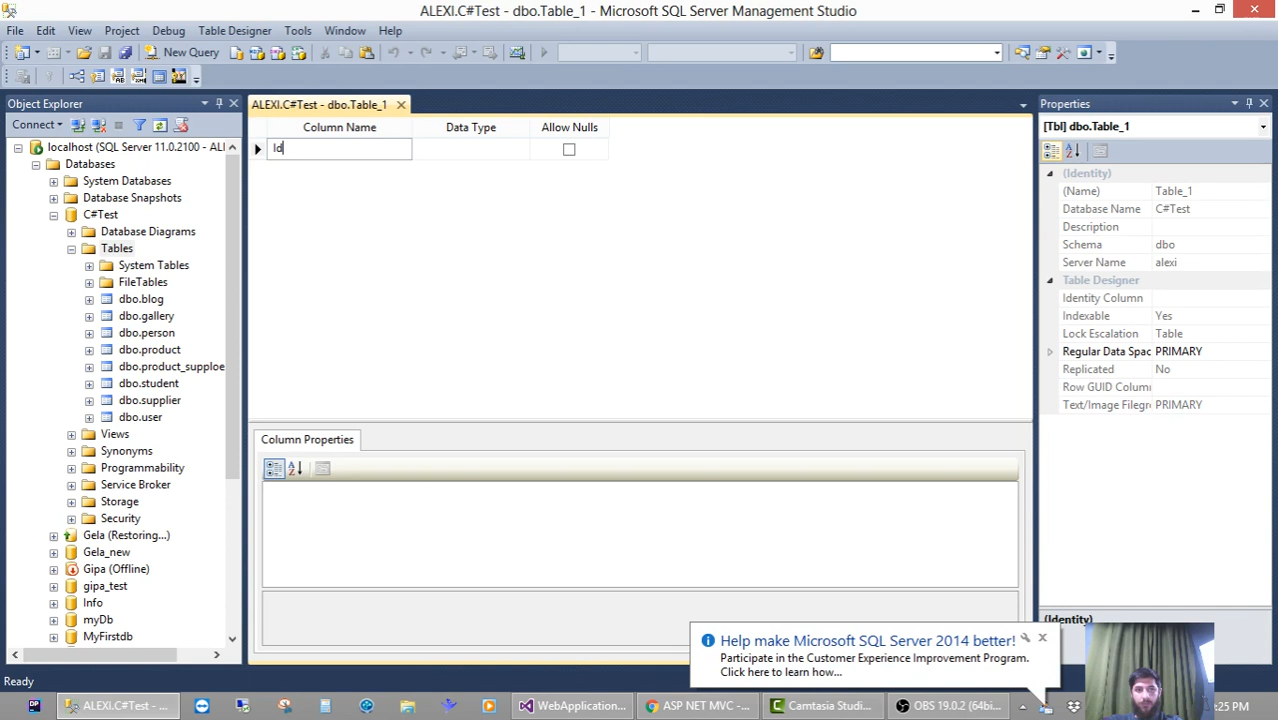 ALEXI.C#Test - dbo.Table_1 - Microsoft SQL Server Management Studio
File Edit View Project Debug Table Designer Tools Window Help
New Query
Object Explorer
Connect
localhost (SQL Server 11.0.2100 - ALI
Databases
System Databases
Database Snapshots
C#Test
Database Diagrams
Tables
System Tables
FileTables
dbo.blog
dbo.gallery
dbo.person
dbo.product
dbo.product_supploe
dbo.student
dbo.supplier
dbo.user
Views
Synonyms
Programmability
Service Broker
Storage
Security
Gela (Restoring...)
Gela_new
Gipa (Offline)
gipa_test
Info
myDb
MyFirstdb
ALEXI.C#Test - dbo.Table_1
Column Name Data Type Allow Nulls
Id
Column Properties
Properties
[Tbl] dbo.Table_1
(Identity)
(Name) Table_1
Database Name C#Test
Description
Schema dbo
Server Name alexi
Table Designer
Identity Column
Indexable Yes
Lock Escalation Table
Regular Data Spac PRIMARY
Replicated No
Row GUID Column
Text/Image Filegr PRIMARY
(Identity)
Help make Microsoft SQL Server 2014 better!
Participate in the Customer Experience Improvement Program.
Click here to learn how...
Ready
ALEXI.C#Test - ... WebApplication... ASP NET MVC - ... Camtasia Studi... OBS 19.0.2 (64bi... :25 PM